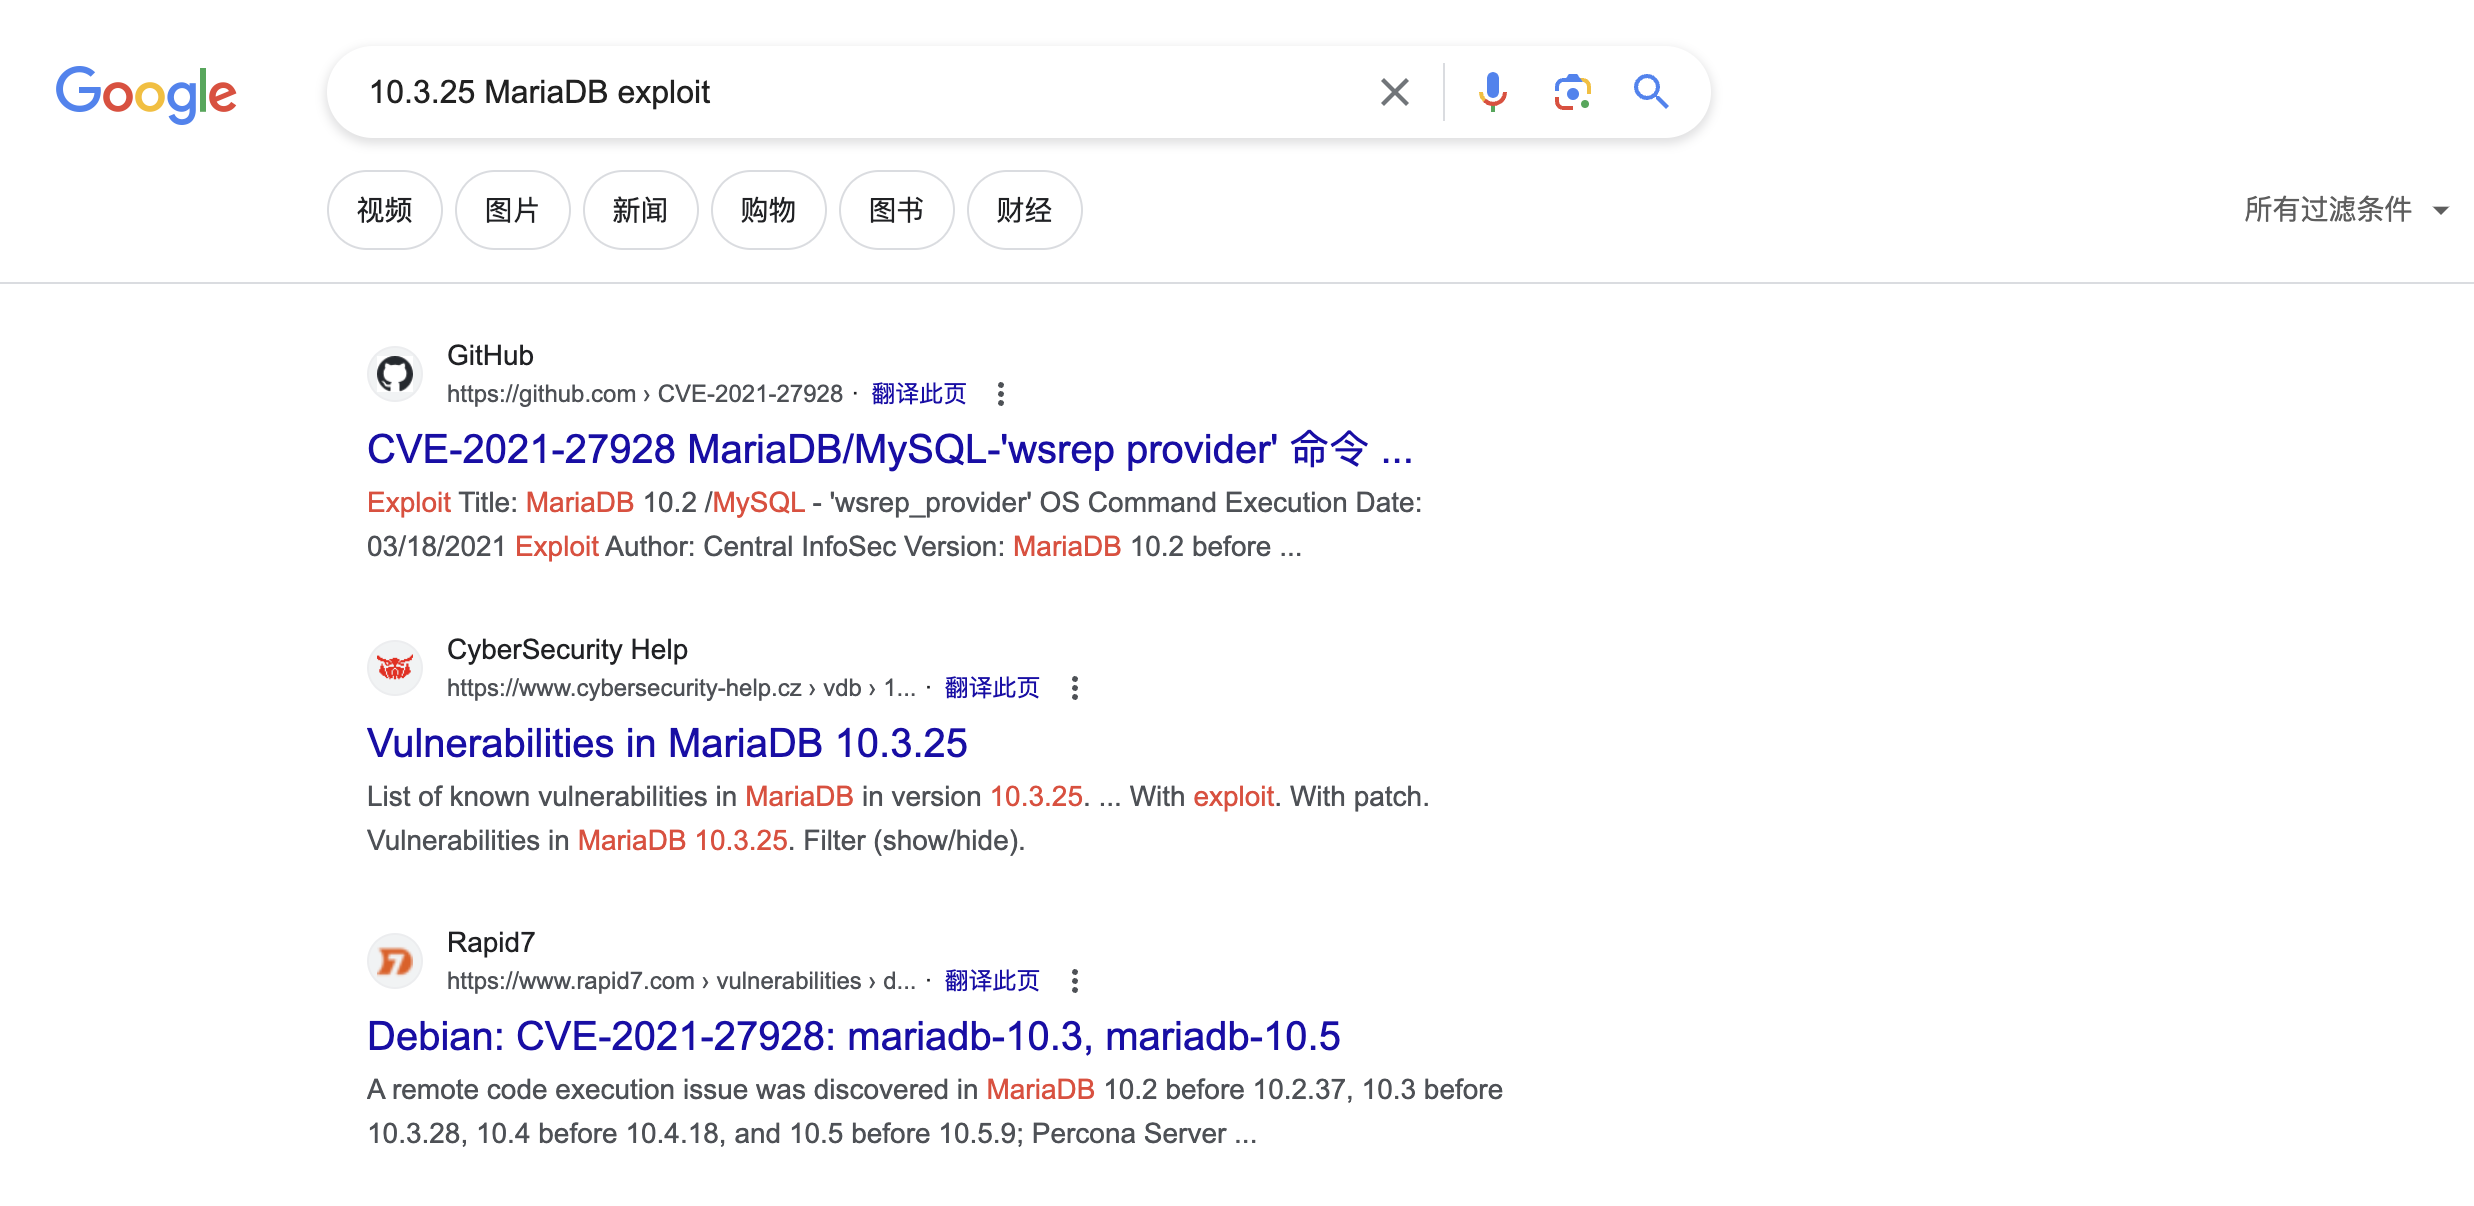 Google
10.3.25 MariaDB exploit
视频 图片 新闻 购物 图书 财经 所有过滤条件
GitHub
https://github.com › CVE-2021-27928 · 翻译此页
CVE-2021-27928 MariaDB/MySQL-'wsrep provider' 命令 ...
Exploit Title: MariaDB 10.2 /MySQL - 'wsrep_provider' OS Command Execution Date:
03/18/2021 Exploit Author: Central InfoSec Version: MariaDB 10.2 before ...
CyberSecurity Help
https://www.cybersecurity-help.cz › vdb › 1... · 翻译此页
Vulnerabilities in MariaDB 10.3.25
List of known vulnerabilities in MariaDB in version 10.3.25. ... With exploit. With patch.
Vulnerabilities in MariaDB 10.3.25. Filter (show/hide).
Rapid7
https://www.rapid7.com › vulnerabilities › d... · 翻译此页
Debian: CVE-2021-27928: mariadb-10.3, mariadb-10.5
A remote code execution issue was discovered in MariaDB 10.2 before 10.2.37, 10.3 before
10.3.28, 10.4 before 10.4.18, and 10.5 before 10.5.9; Percona Server ...